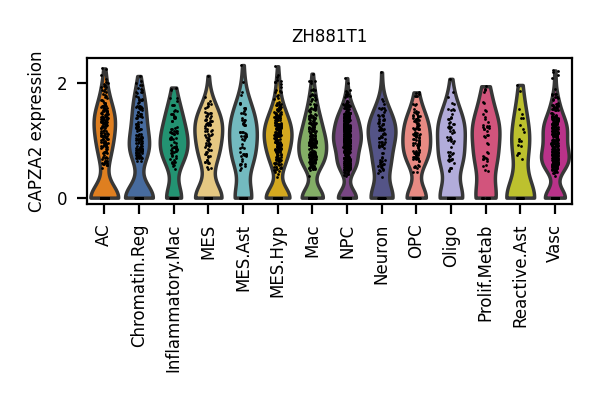 ZH881T1
CAPZA2 expression
2
0
AC
Chromatin.Reg
Inflammatory.Mac
MES
MES.Ast
MES.Hyp
Mac
NPC
Neuron
OPC
Oligo
Prolif.Metab
Reactive.Ast
Vasc